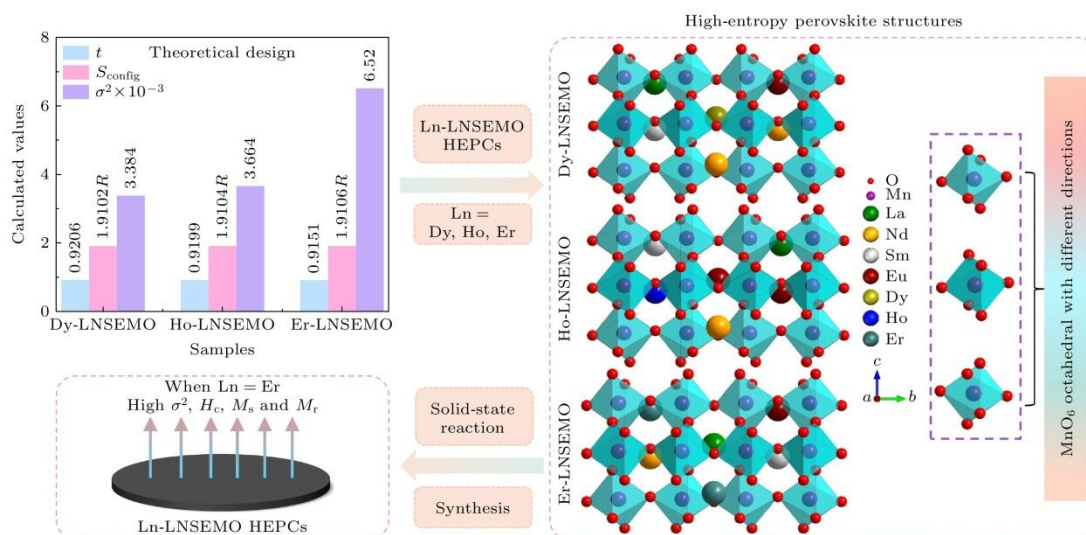 High-entropy perovskite structures
8
6
4
2
0
Calculated values
Theoretical design
t
S_config
σ²×10⁻³
0.9206
1.9102R
3.384
0.9199
1.9104R
3.664
0.9151
1.9106R
6.52
Dy-LNSEMO Ho-LNSEMO Er-LNSEMO
Samples
Ln-LNSEMO
HEPCs
Ln =
Dy, Ho, Er
Dy-LNSEMO
Ho-LNSEMO
Er-LNSEMO
O
Mn
La
Nd
Sm
Eu
Dy
Ho
Er
c
a
b
MnO₆ octahedral with different directions
When Ln = Er
High σ², H_c, M_s and M_r
Ln-LNSEMO HEPCs
Solid-state
reaction
Synthesis